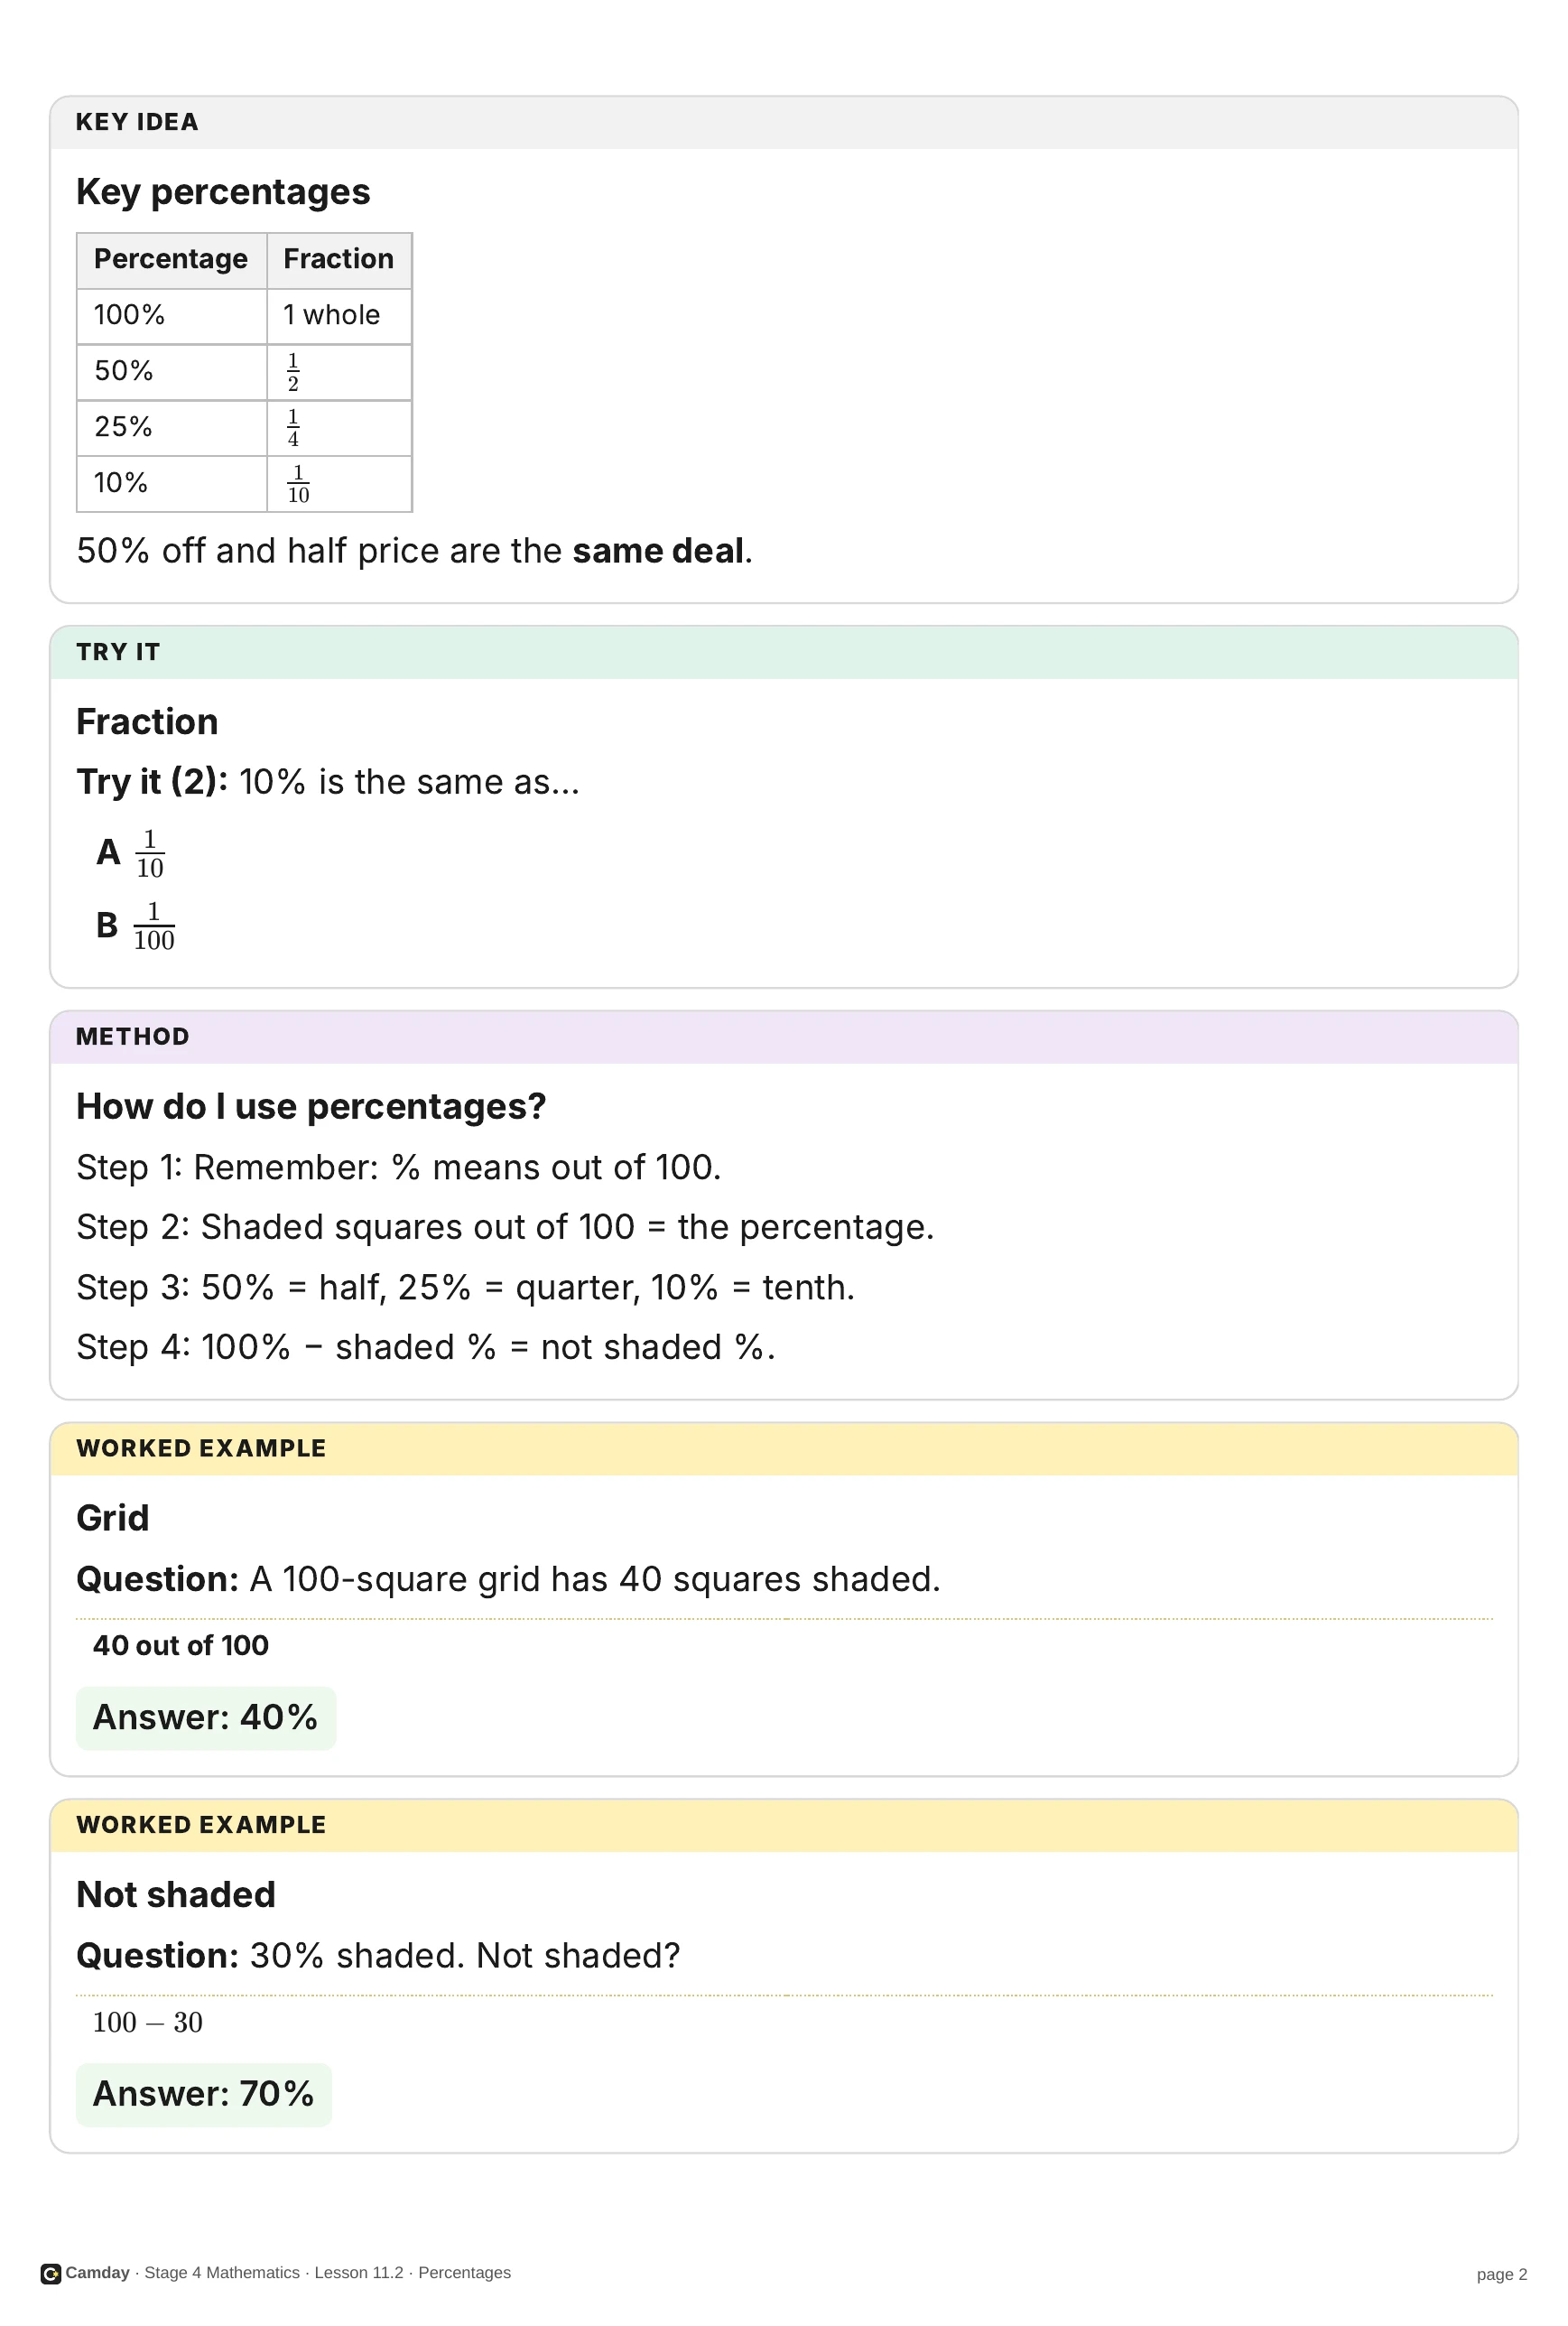 KEY IDEA
Key percentages
Percentage Fraction
100% 1 whole
50% 1/2
25% 1/4
10% 1/10
50% off and half price are the same deal.
TRY IT
Fraction
Try it (2): 10% is the same as...
A 1/10
B 1/100
METHOD
How do I use percentages?
Step 1: Remember: % means out of 100.
Step 2: Shaded squares out of 100 = the percentage.
Step 3: 50% = half, 25% = quarter, 10% = tenth.
Step 4: 100% − shaded % = not shaded %.
WORKED EXAMPLE
Grid
Question: A 100-square grid has 40 squares shaded.
40 out of 100
Answer: 40%
WORKED EXAMPLE
Not shaded
Question: 30% shaded. Not shaded?
100 − 30
Answer: 70%
Camday · Stage 4 Mathematics · Lesson 11.2 · Percentages page 2